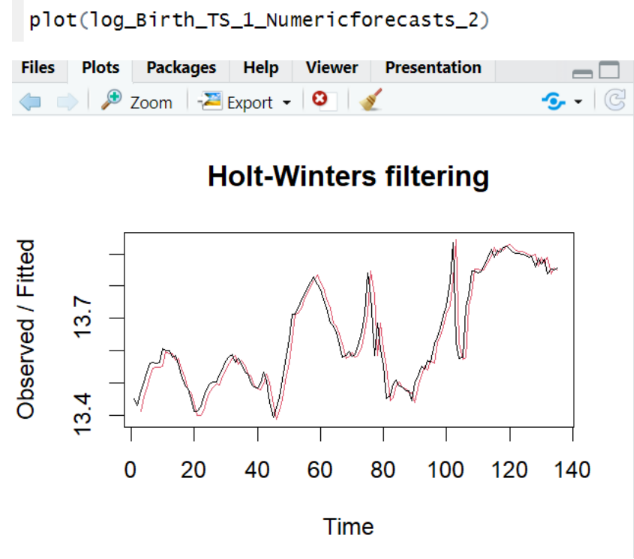 plot(log_Birth_TS_1_Numericforecasts_2)
Files Plots Packages Help Viewer Presentation
Zoom Export
Holt-Winters filtering
Observed / Fitted
13.7
13.4
0 20 40 60 80 100 120 140
Time